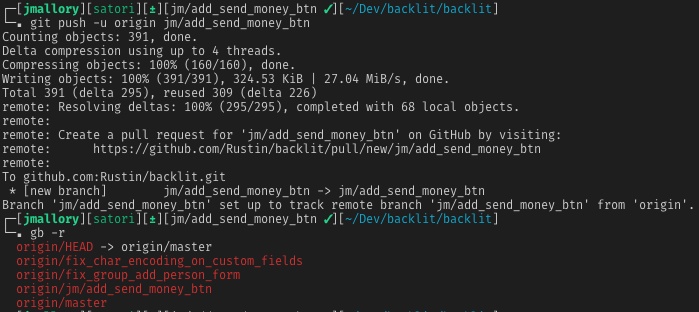 ┌─[jmallory][satori][±][jm/add_send_money_btn ✓][~/Dev/backlit/backlit]
└─▪ git push -u origin jm/add_send_money_btn
Counting objects: 391, done.
Delta compression using up to 4 threads.
Compressing objects: 100% (160/160), done.
Writing objects: 100% (391/391), 324.53 KiB | 27.04 MiB/s, done.
Total 391 (delta 295), reused 309 (delta 226)
remote: Resolving deltas: 100% (295/295), completed with 68 local objects.
remote:
remote: Create a pull request for 'jm/add_send_money_btn' on GitHub by visiting:
remote:      https://github.com/Rustin/backlit/pull/new/jm/add_send_money_btn
remote:
To github.com:Rustin/backlit.git
 * [new branch]      jm/add_send_money_btn -> jm/add_send_money_btn
Branch 'jm/add_send_money_btn' set up to track remote branch 'jm/add_send_money_btn' from 'origin'.
┌─[jmallory][satori][±][jm/add_send_money_btn ✓][~/Dev/backlit/backlit]
└─▪ gb -r
  origin/HEAD -> origin/master
  origin/fix_char_encoding_on_custom_fields
  origin/fix_group_add_person_form
  origin/jm/add_send_money_btn
  origin/master